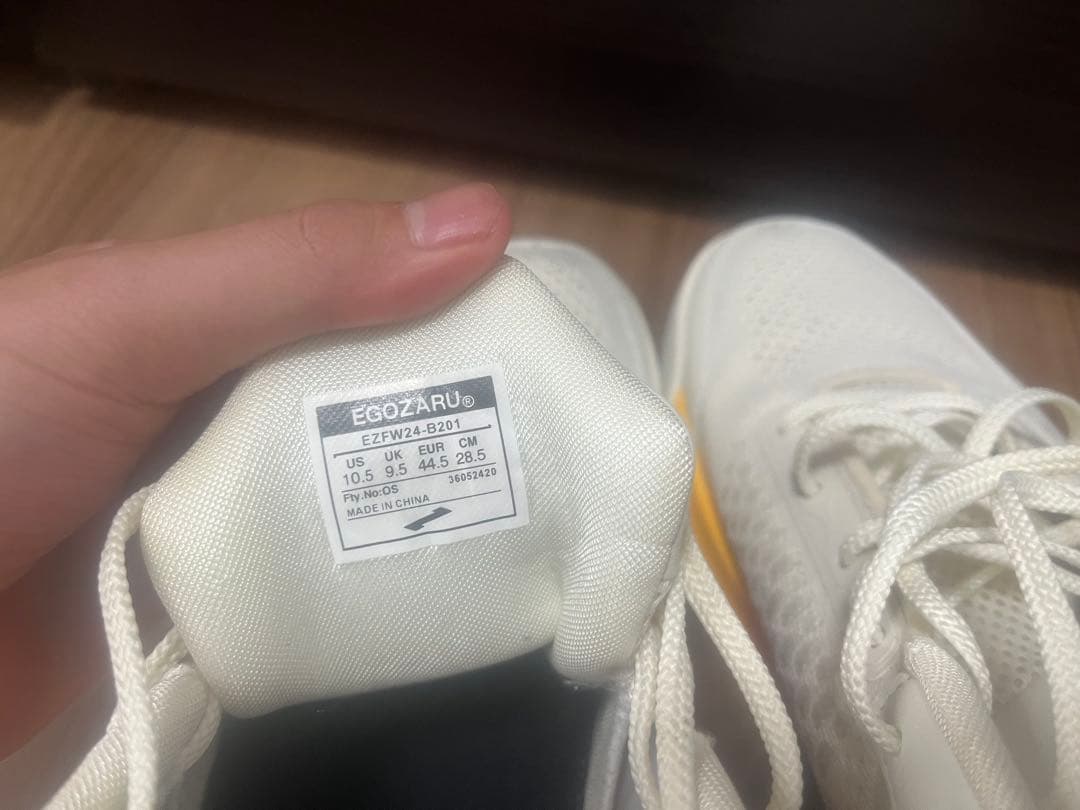 EGOZARU®
EZFW24-B201
US UK EUR CM
10.5 9.5 44.5 28.5
Fty.No:OS 36052420
MADE IN CHINA